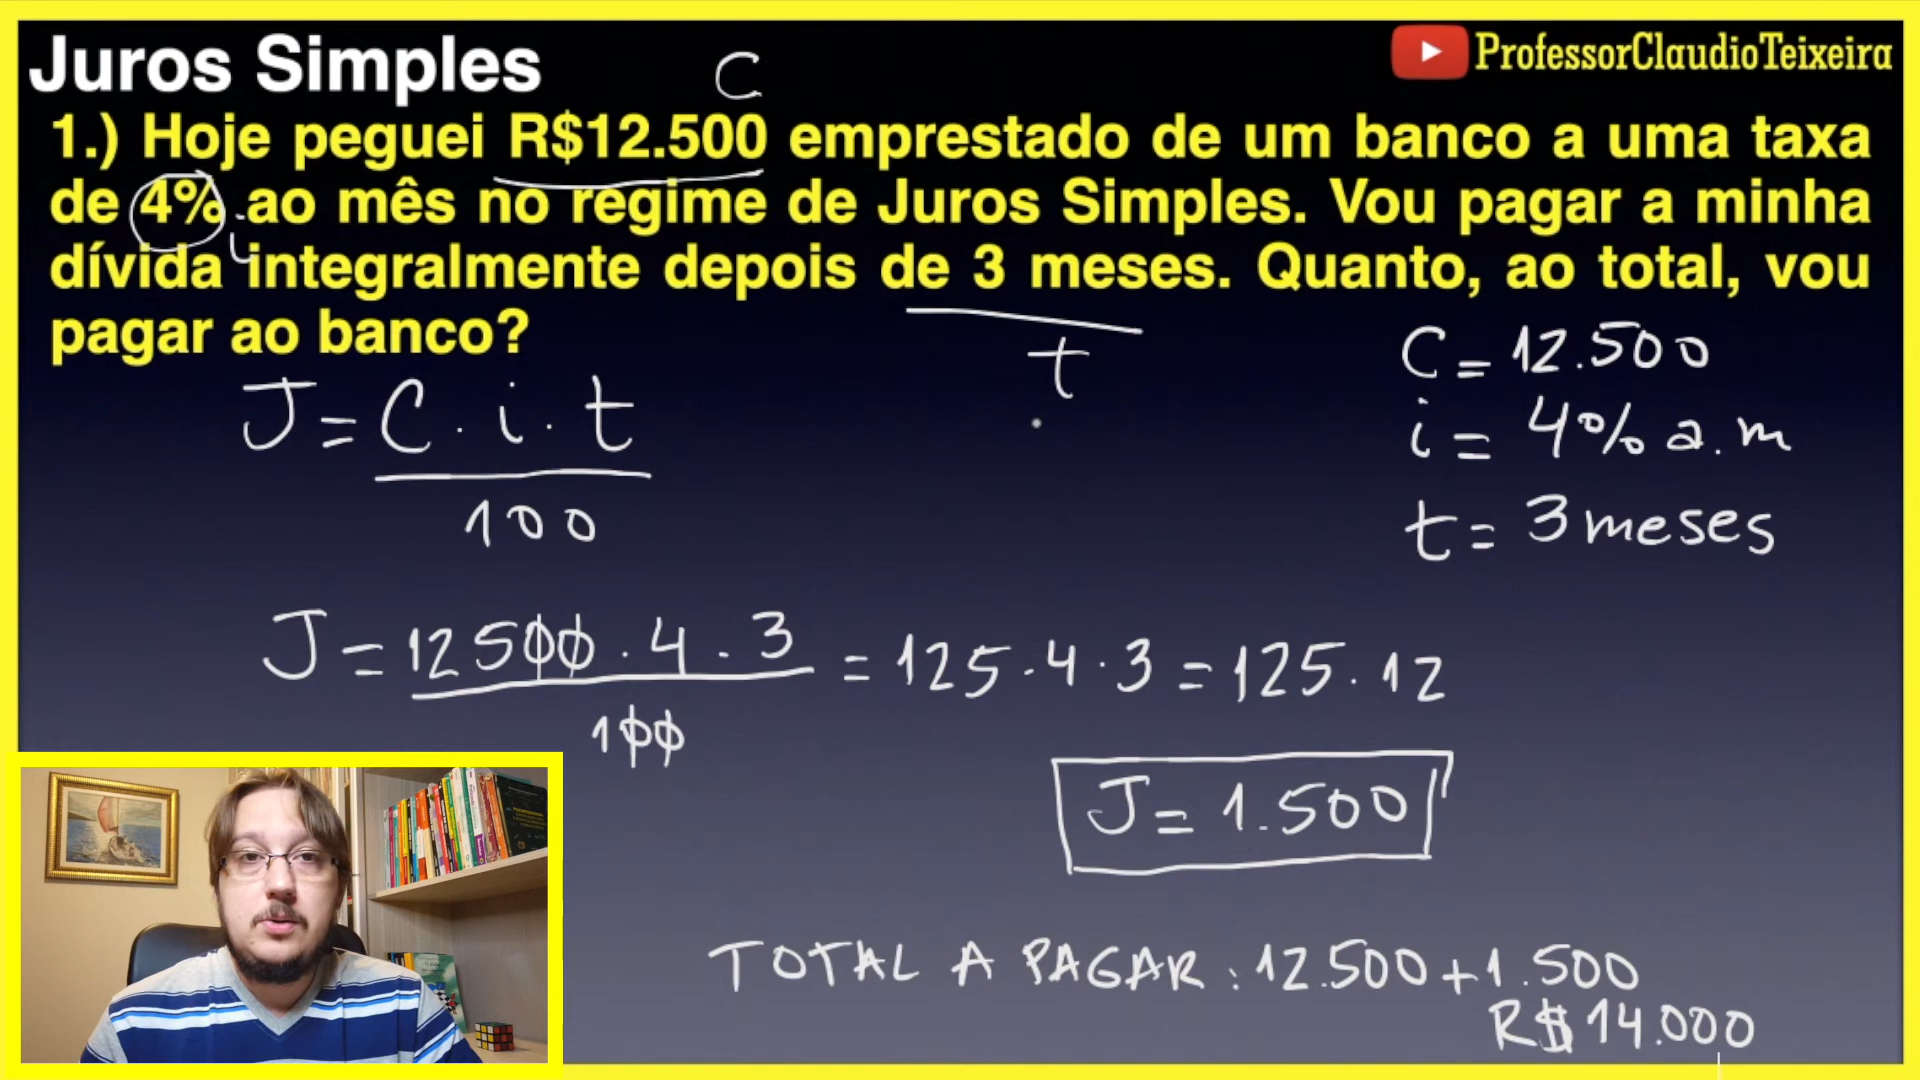 Juros Simples
C
ProfessorClaudioTeixeira
1.) Hoje peguei R$12.500 emprestado de um banco a uma taxa
de 4% ao mês no regime de Juros Simples. Vou pagar a minha
i
dívida integralmente depois de 3 meses. Quanto, ao total, vou
pagar ao banco?
t
C = 12.500
i = 4% a.m
t = 3 meses
J = C . i . t
100
J = 12500 . 4 . 3 = 125 . 4 . 3 = 125 . 12
100
J = 1.500
TOTAL A PAGAR : 12.500 + 1.500
R$ 14.000